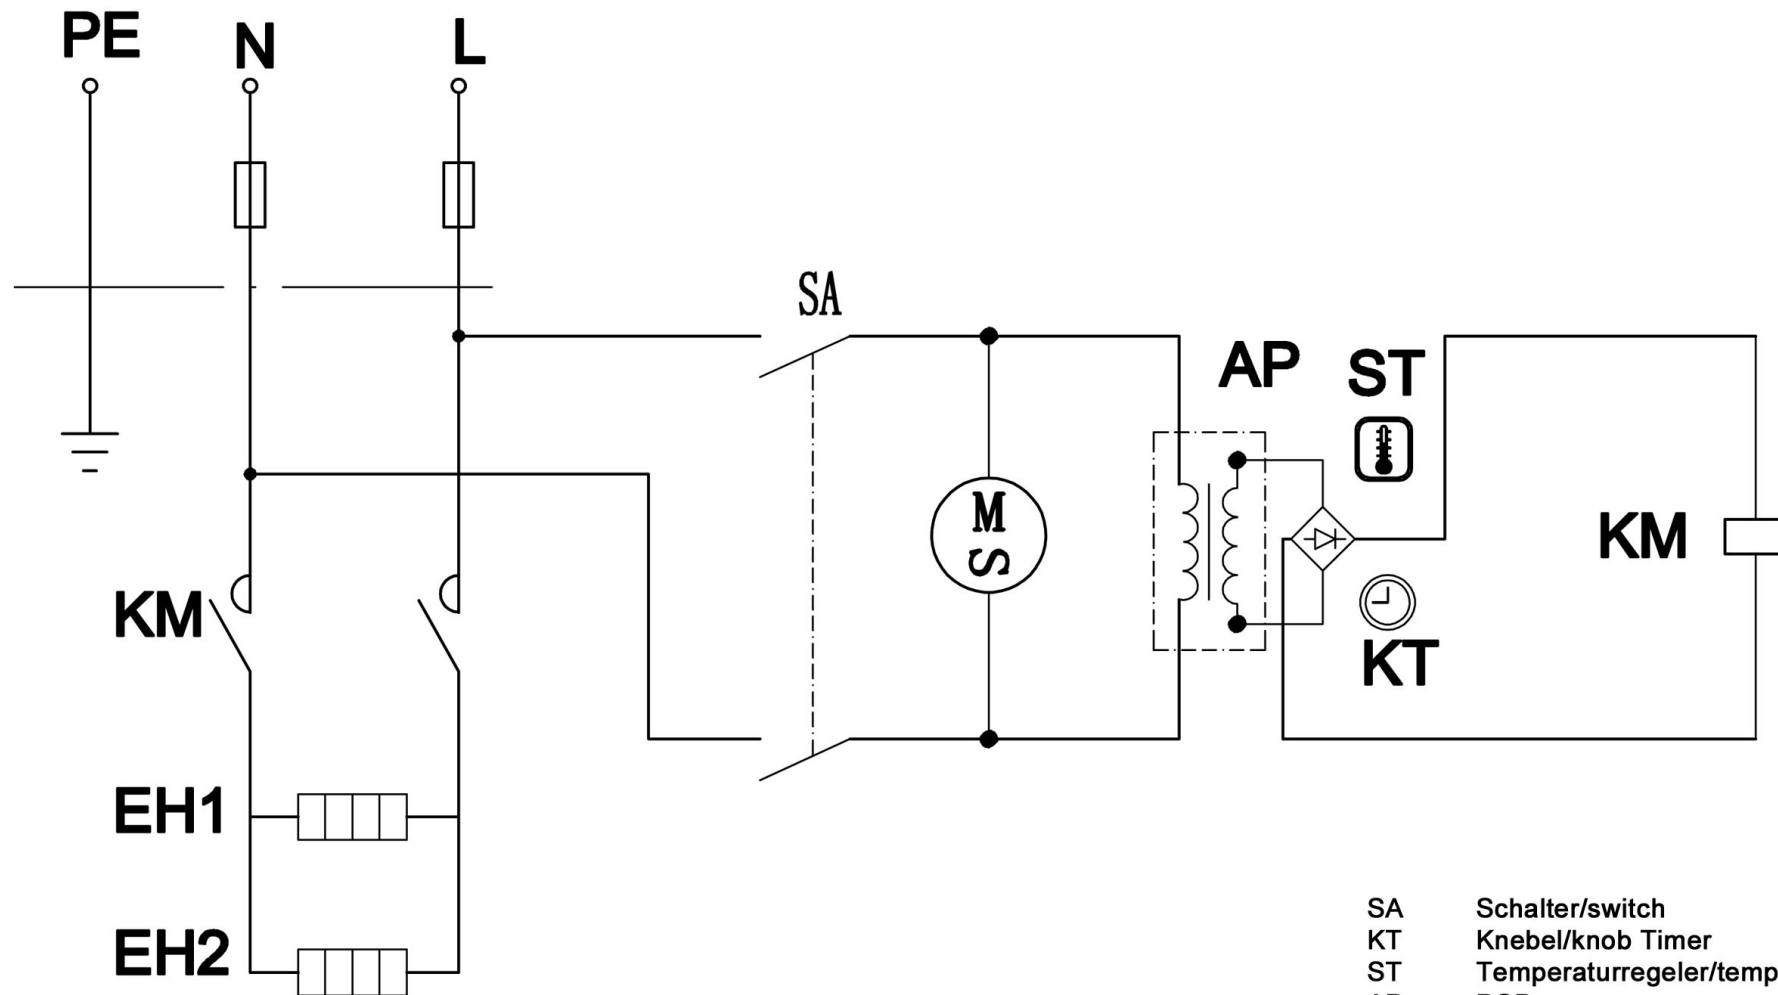 PE
N
L
SA
AP
ST
M
S
KM
KM
KT
EH1
EH2
SA Schalter/switch
KT Knebel/knob Timer
ST Temperaturregeler/temp